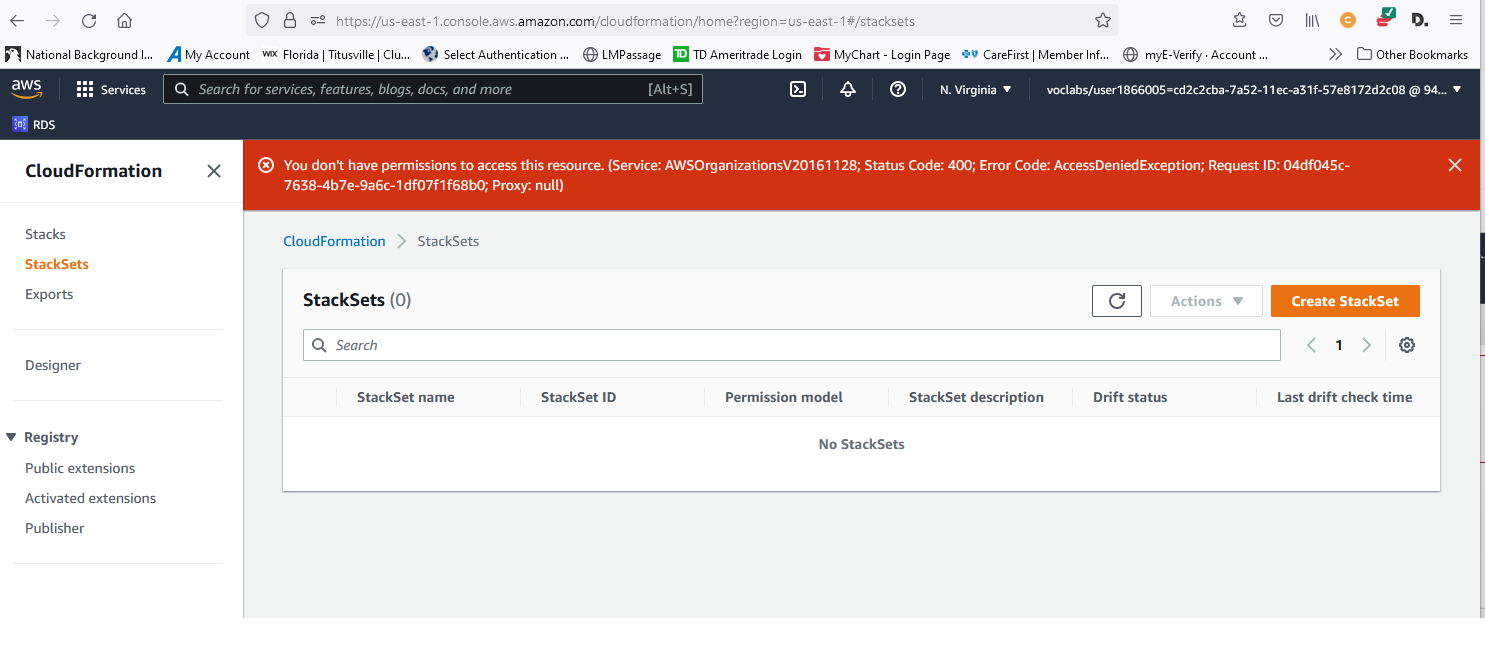 https://us-east-1.console.aws.amazon.com/cloudformation/home?region=us-east-1#/stacksets
National Background I... My Account WIX Florida | Titusville | Clu... Select Authentication ... LMPassage TD TD Ameritrade Login MyChart - Login Page CareFirst | Member Inf... myE-Verify - Account ... Other Bookmarks
aws Services Search for services, features, blogs, docs, and more [Alt+S] N. Virginia ▼ voclabs/user1866005=cd2c2cba-7a52-11ec-a31f-57e8172d2c08 @ 94... ▼
RDS
CloudFormation
You don't have permissions to access this resource. (Service: AWSOrganizationsV20161128; Status Code: 400; Error Code: AccessDeniedException; Request ID: 04df045c-
7638-4b7e-9a6c-1df07f1f68b0; Proxy: null)
Stacks
StackSets
Exports
Designer
Registry
Public extensions
Activated extensions
Publisher
CloudFormation > StackSets
StackSets (0)
Actions ▼
Create StackSet
Search
1
StackSet name StackSet ID Permission model StackSet description Drift status Last drift check time
No StackSets